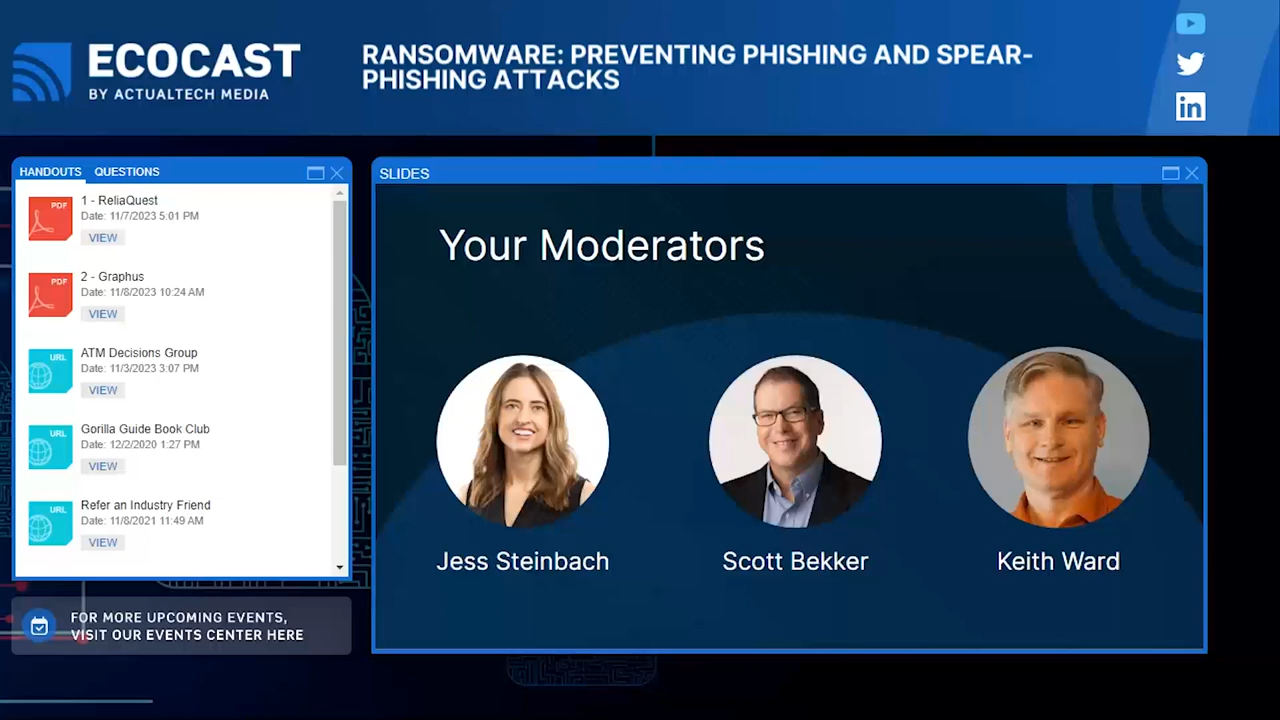 ECOCAST
BY ACTUALTECH MEDIA
RANSOMWARE: PREVENTING PHISHING AND SPEAR-
PHISHING ATTACKS
in
HANDOUTS QUESTIONS
PDF
1 - ReliaQuest
Date: 11/7/2023 5:01 PM
VIEW
PDF
2 - Graphus
Date: 11/8/2023 10:24 AM
VIEW
URL
ATM Decisions Group
Date: 11/3/2023 3:07 PM
VIEW
URL
Gorilla Guide Book Club
Date: 12/2/2020 1:27 PM
VIEW
URL
Refer an Industry Friend
Date: 11/8/2021 11:49 AM
VIEW
FOR MORE UPCOMING EVENTS,
VISIT OUR EVENTS CENTER HERE
SLIDES
Your Moderators
Jess Steinbach
Scott Bekker
Keith Ward